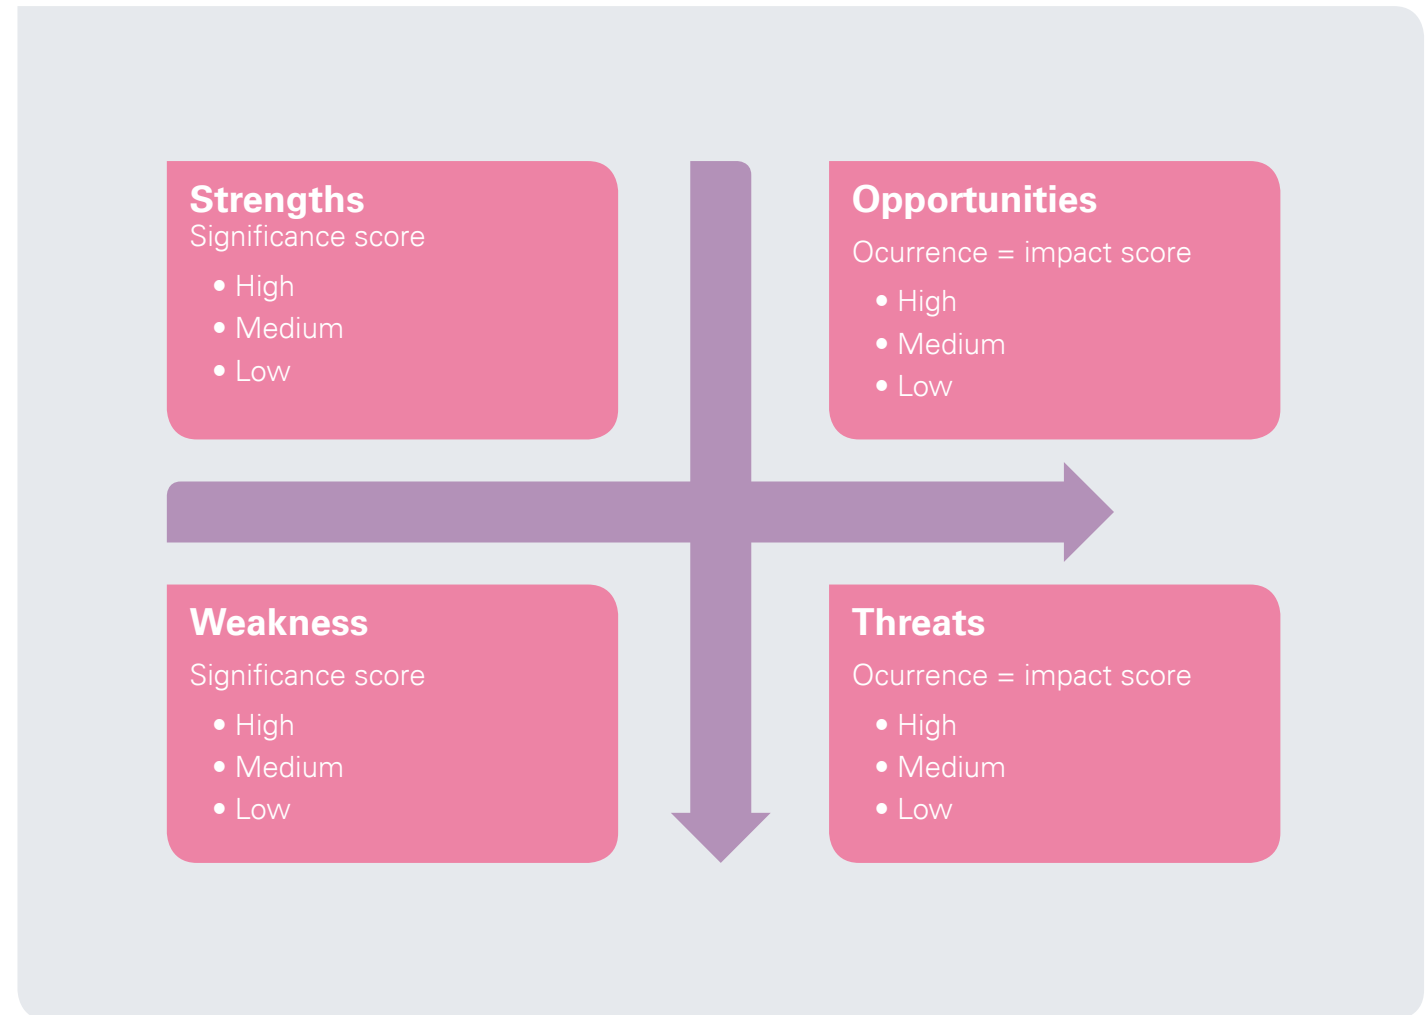 Strengths
Significance score
• High
• Medium
• Low
Opportunities
Ocurrence = impact score
• High
• Medium
• Low
Weakness
Significance score
• High
• Medium
• Low
Threats
Ocurrence = impact score
• High
• Medium
• Low